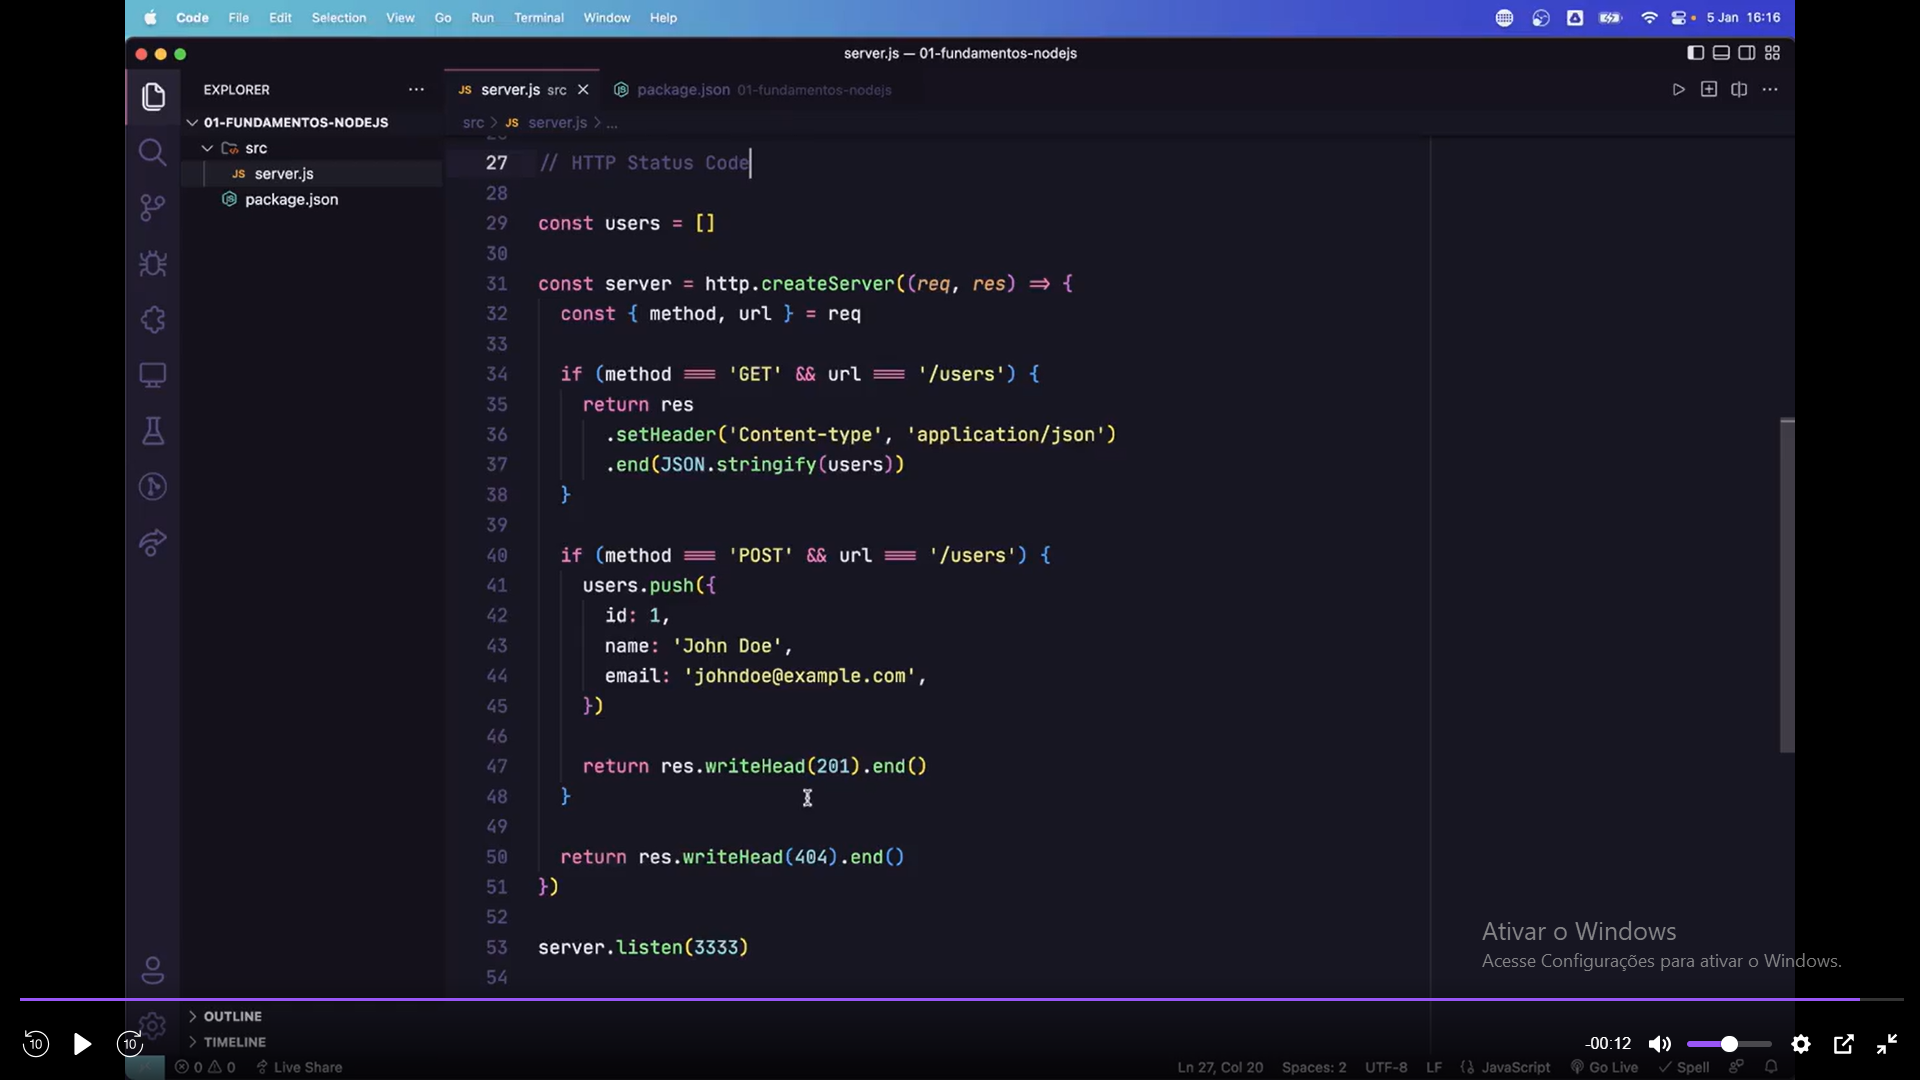 Code File Edit Selection View Go Run Terminal Window Help 5 Jan 16:16
server.js — 01-fundamentos-nodejs
EXPLORER
JS server.js src
package.json 01-fundamentos-nodejs
01-FUNDAMENTOS-NODEJS
src > JS server.js > ...
src
JS server.js
package.json
27 // HTTP Status Code
28
29 const users = []
30
31 const server = http.createServer((req, res) => {
32 const { method, url } = req
33
34 if (method === 'GET' && url === '/users') {
35 return res
36 .setHeader('Content-type', 'application/json')
37 .end(JSON.stringify(users))
38 }
39
40 if (method === 'POST' && url === '/users') {
41 users.push({
42 id: 1,
43 name: 'John Doe',
44 email: 'johndoe@example.com',
45 })
46
47 return res.writeHead(201).end()
48 }
49
50 return res.writeHead(404).end()
51 })
52
53 server.listen(3333)
54
Ativar o Windows
Acesse Configurações para ativar o Windows.
OUTLINE
TIMELINE
10 10 -00:12
0 0 Live Share Ln 27, Col 20 Spaces: 2 UTF-8 LF {} JavaScript Go Live Spell